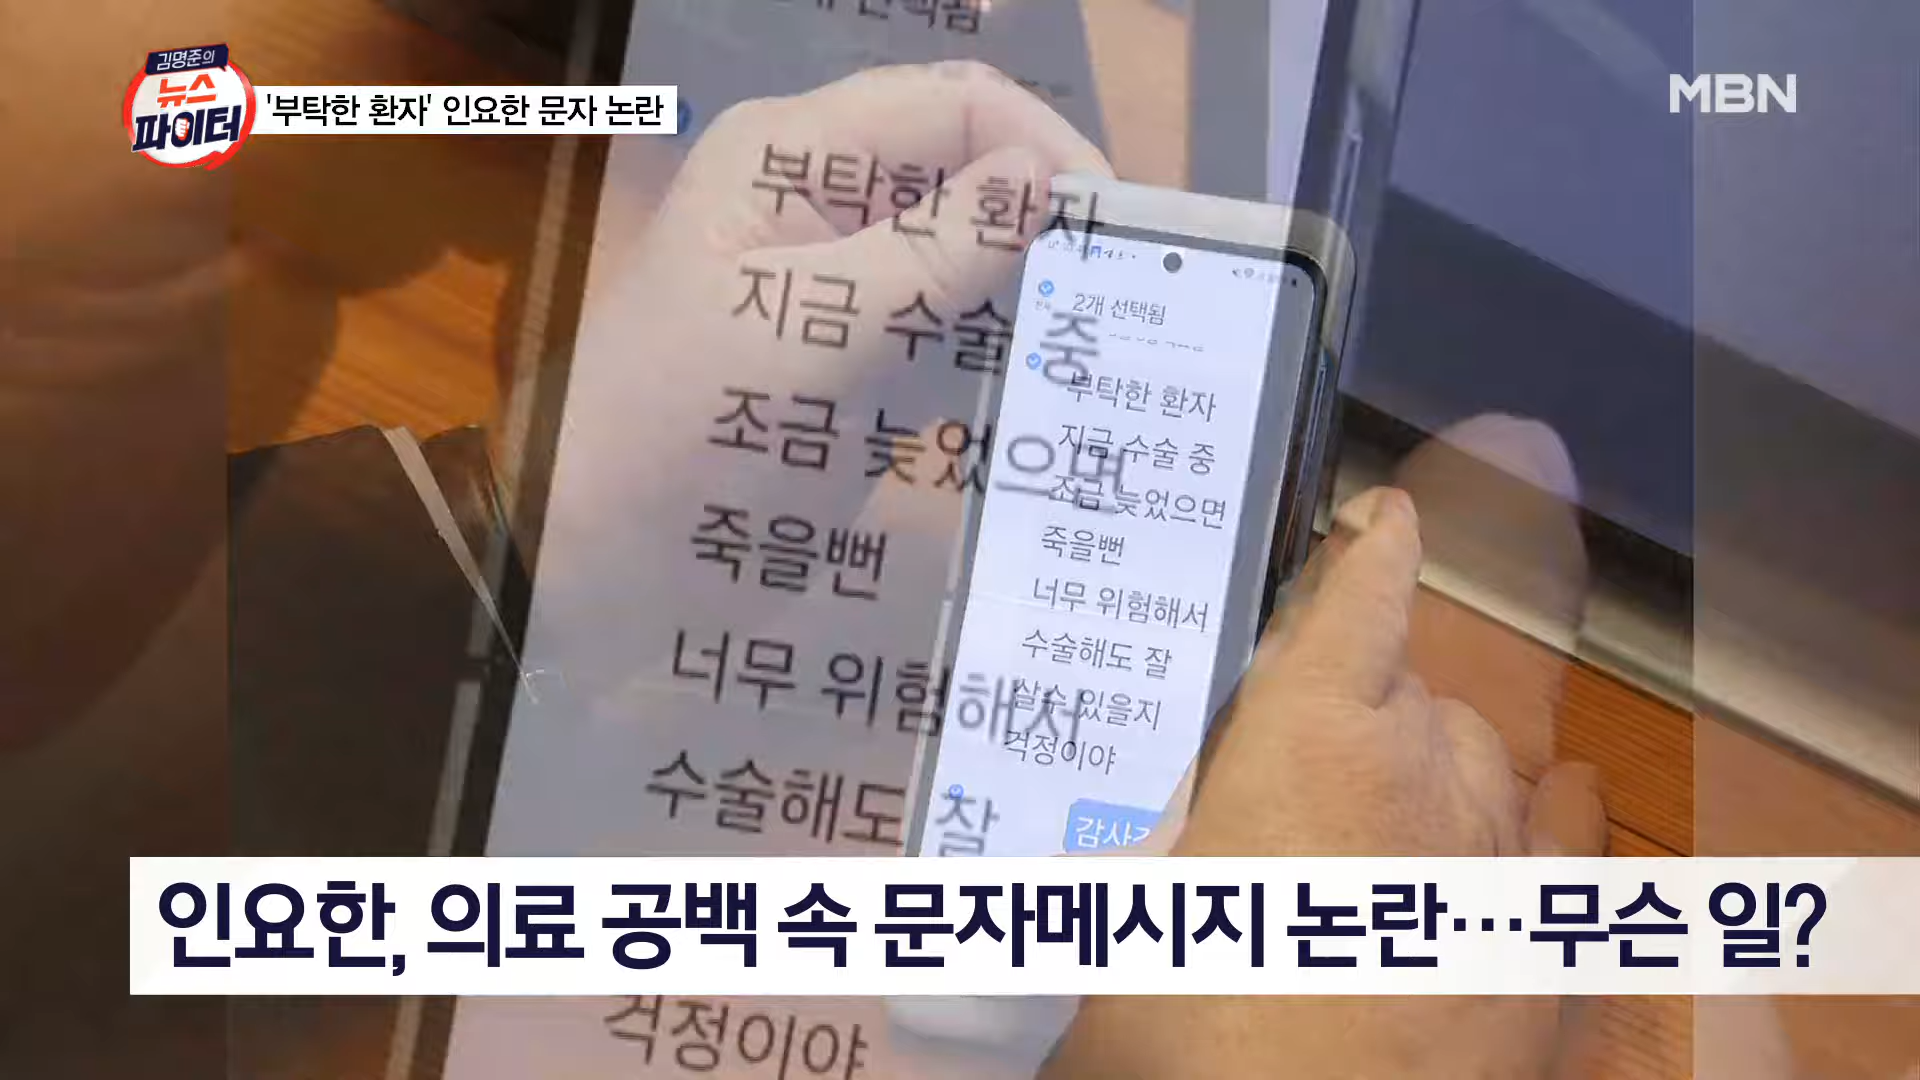 김명준의
뉴스
파이터
'부탁한 환자' 인요한 문자 논란
MBN
선택됨
부탁한 환자
지금 수술 중
조금 늦었으면
죽을뻔
너무 위험해서
수술해도 잘
걱정이야
2개 선택됨
부탁한 환자
지금 수술 중
조금 늦었으면
죽을뻔
너무 위험해서
수술해도 잘
살수 있을지
걱정이야
감사
인요한, 의료 공백 속 문자메시지 논란…무슨 일?